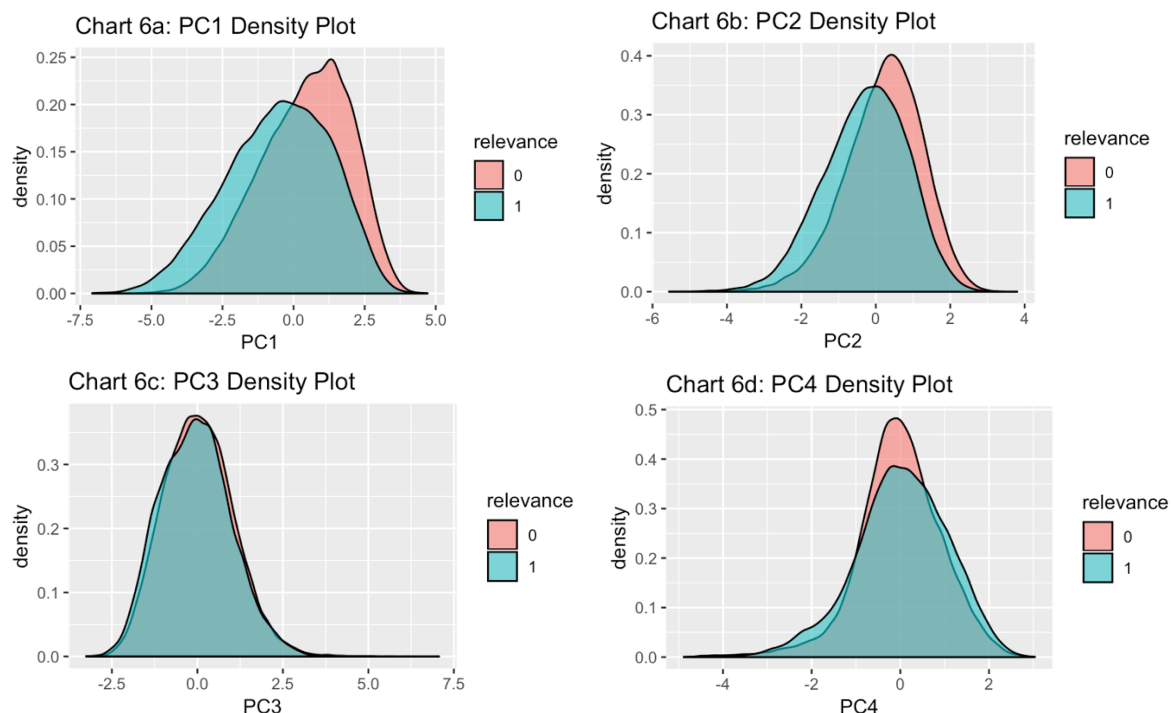 Chart 6a: PC1 Density Plot
0.25
0.20
0.15
0.10
0.05
0.00
density
-7.5 -5.0 -2.5 0.0 2.5 5.0
PC1
relevance
0
1
Chart 6b: PC2 Density Plot
0.4
0.3
0.2
0.1
0.0
density
-6 -4 -2 0 2 4
PC2
relevance
0
1
Chart 6c: PC3 Density Plot
0.3
0.2
0.1
0.0
density
-2.5 0.0 2.5 5.0 7.5
PC3
relevance
0
1
Chart 6d: PC4 Density Plot
0.5
0.4
0.3
0.2
0.1
0.0
density
-4 -2 0 2
PC4
relevance
0
1